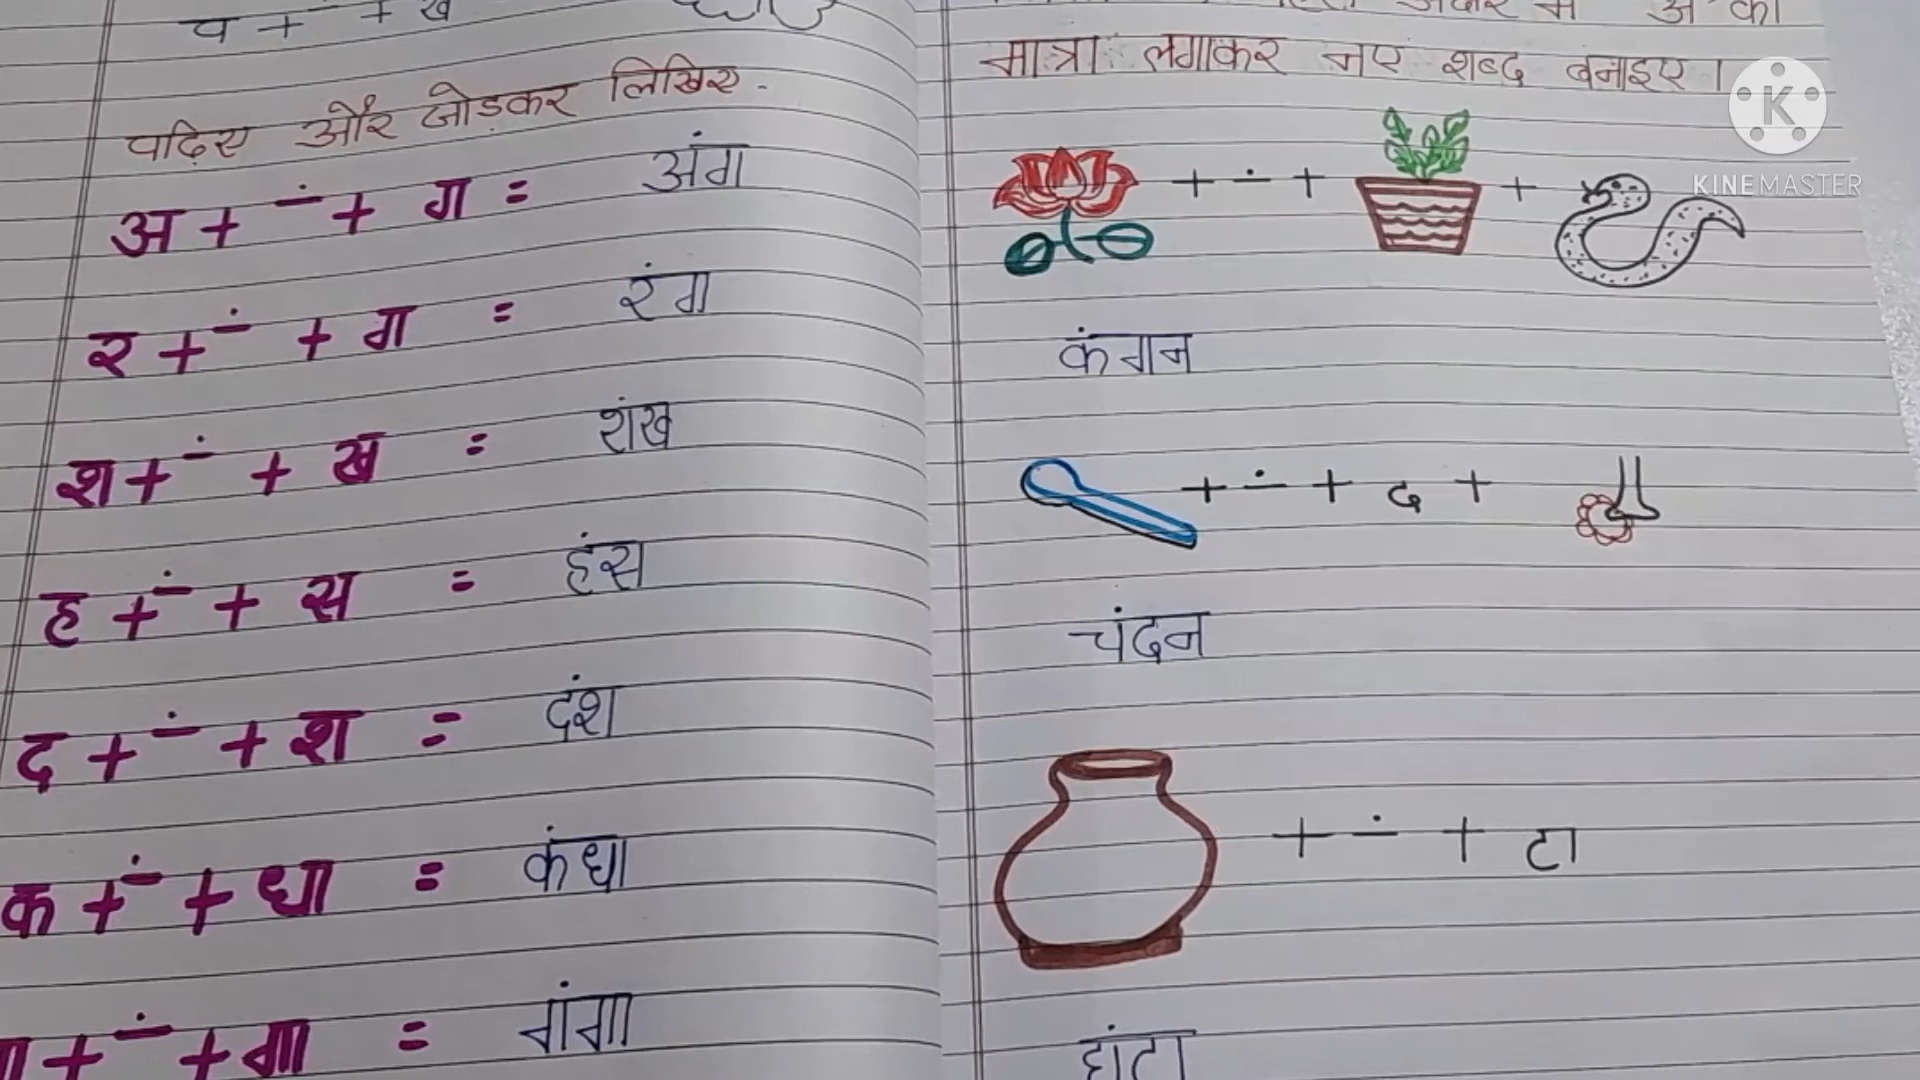 + ं + ख
पढ़िए और जोड़कर लिखिए -
अ + ं + ग = अंग
र + ं + ग = रंग
श + ं + ख = शंख
ह + ं + स = हंस
द + ं + श = दंश
क + ं + धा = कंधा
ग + ं + गा = गंगा
में अं की
मात्रा लगाकर नए शब्द बनाइए।
+ ं + +
कंगन
+ ं + द +
चंदन
+ ं + टा
घंटा
K
KINEMASTER